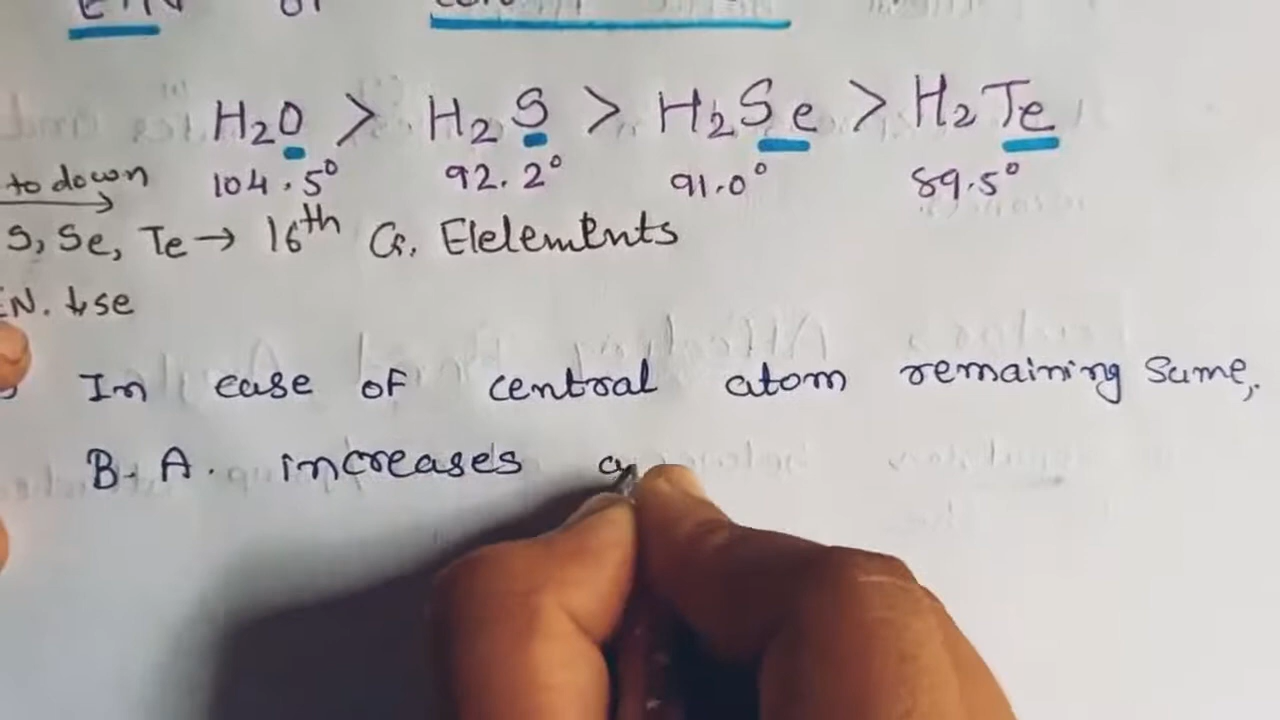 H2O > H2S > H2Se > H2Te
104.5° 92.2° 91.0° 89.5°
to down
S, Se, Te → 16th Gr. Elelements
EN. ↓se
In case of central atom remaining same,
B.A. increases